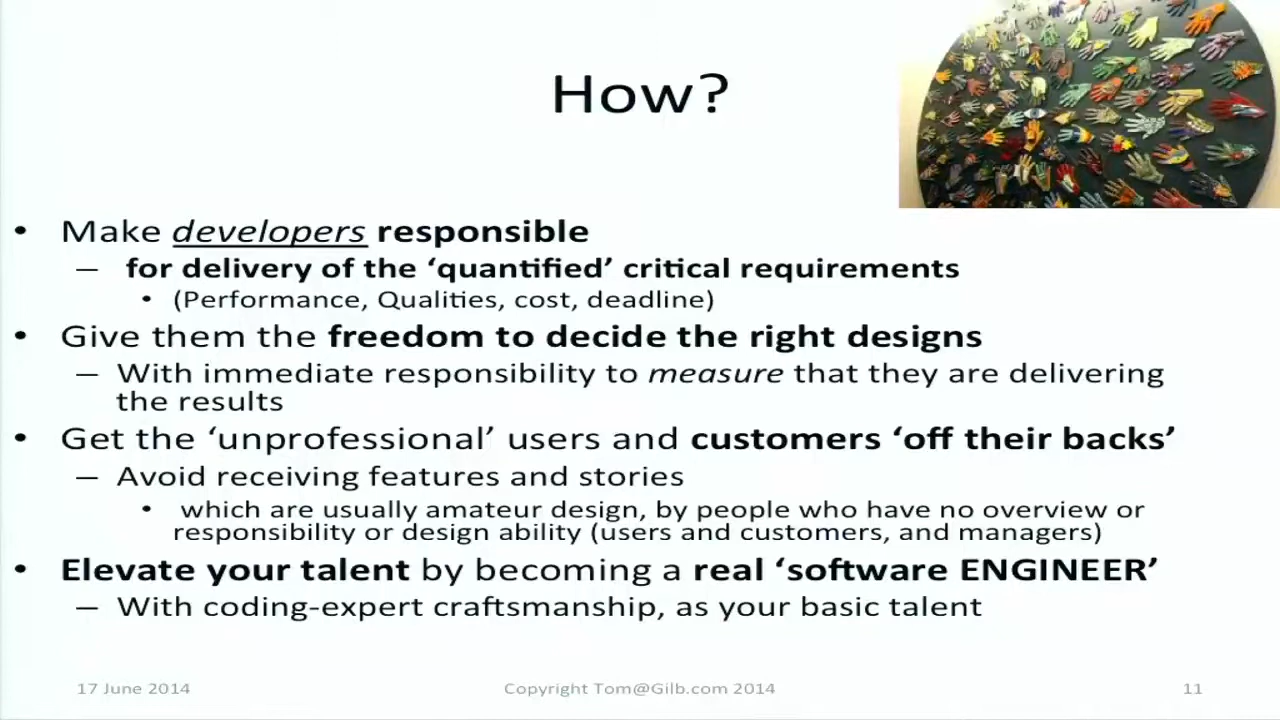 How?
• Make developers responsible
– for delivery of the ‘quantified’ critical requirements
• (Performance, Qualities, cost, deadline)
• Give them the freedom to decide the right designs
– With immediate responsibility to measure that they are delivering
the results
• Get the ‘unprofessional’ users and customers ‘off their backs’
– Avoid receiving features and stories
• which are usually amateur design, by people who have no overview or
responsibility or design ability (users and customers, and managers)
• Elevate your talent by becoming a real ‘software ENGINEER’
– With coding-expert craftsmanship, as your basic talent
17 June 2014
Copyright Tom@Gilb.com 2014
11